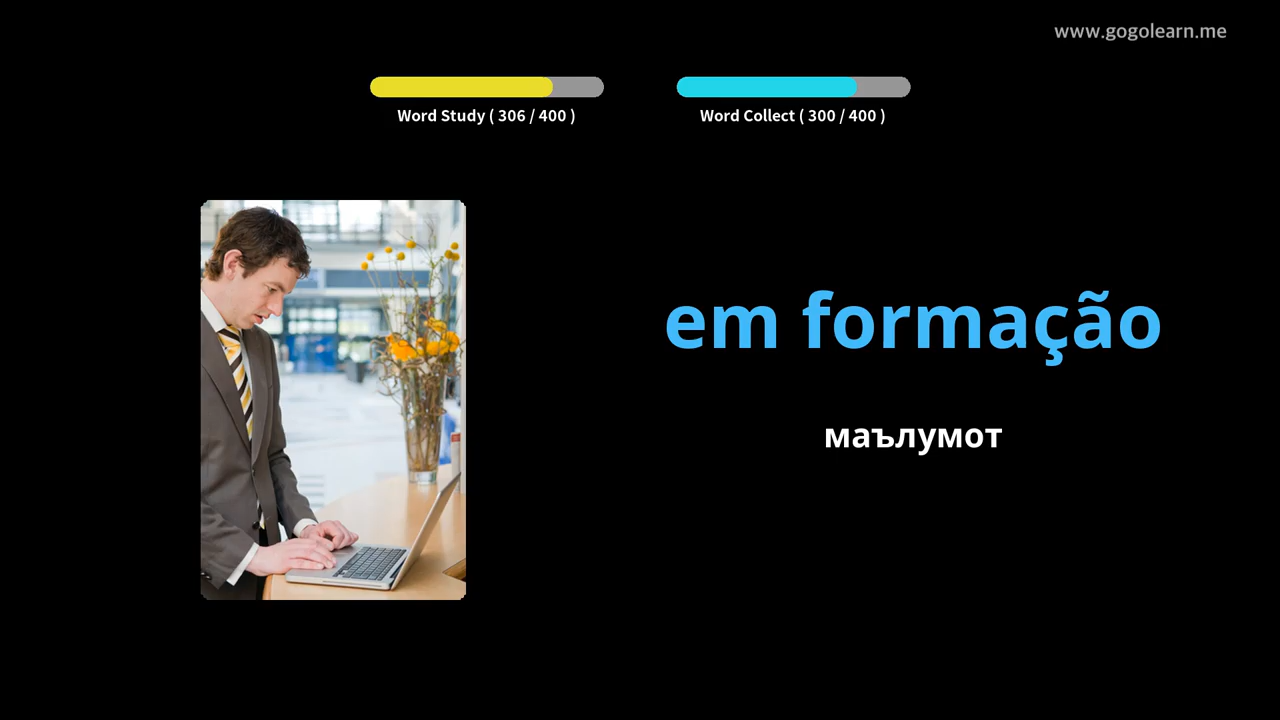 www.gogolearn.me
Word Study ( 306 / 400 )
Word Collect ( 300 / 400 )
em formação
маълумот